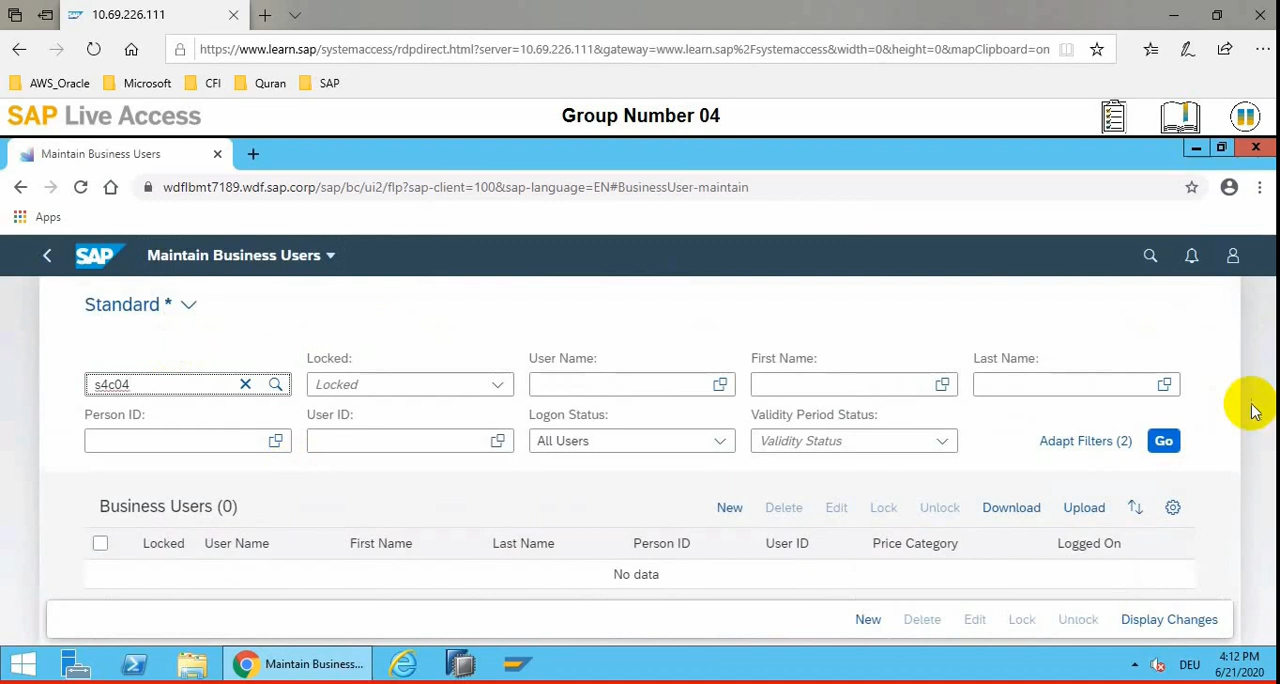 10.69.226.111
https://www.learn.sap/systemaccess/rdpdirect.html?server=10.69.226.111&gateway=www.learn.sap%2Fsystemaccess&width=0&height=0&mapClipboard=on
AWS_Oracle Microsoft CFI Quran SAP
SAP Live Access Group Number 04
Maintain Business Users
wdflbmt7189.wdf.sap.corp/sap/bc/ui2/flp?sap-client=100&sap-language=EN#BusinessUser-maintain
Apps
SAP Maintain Business Users
Standard *
Locked: User Name: First Name: Last Name:
s4c04 Locked
Person ID: User ID: Logon Status: Validity Period Status:
All Users Validity Status Adapt Filters (2) Go
Business Users (0) New Delete Edit Lock Unlock Download Upload
Locked User Name First Name Last Name Person ID User ID Price Category Logged On
No data
New Delete Edit Lock Unlock Display Changes
Maintain Business... DEU 4:12 PM
6/21/2020